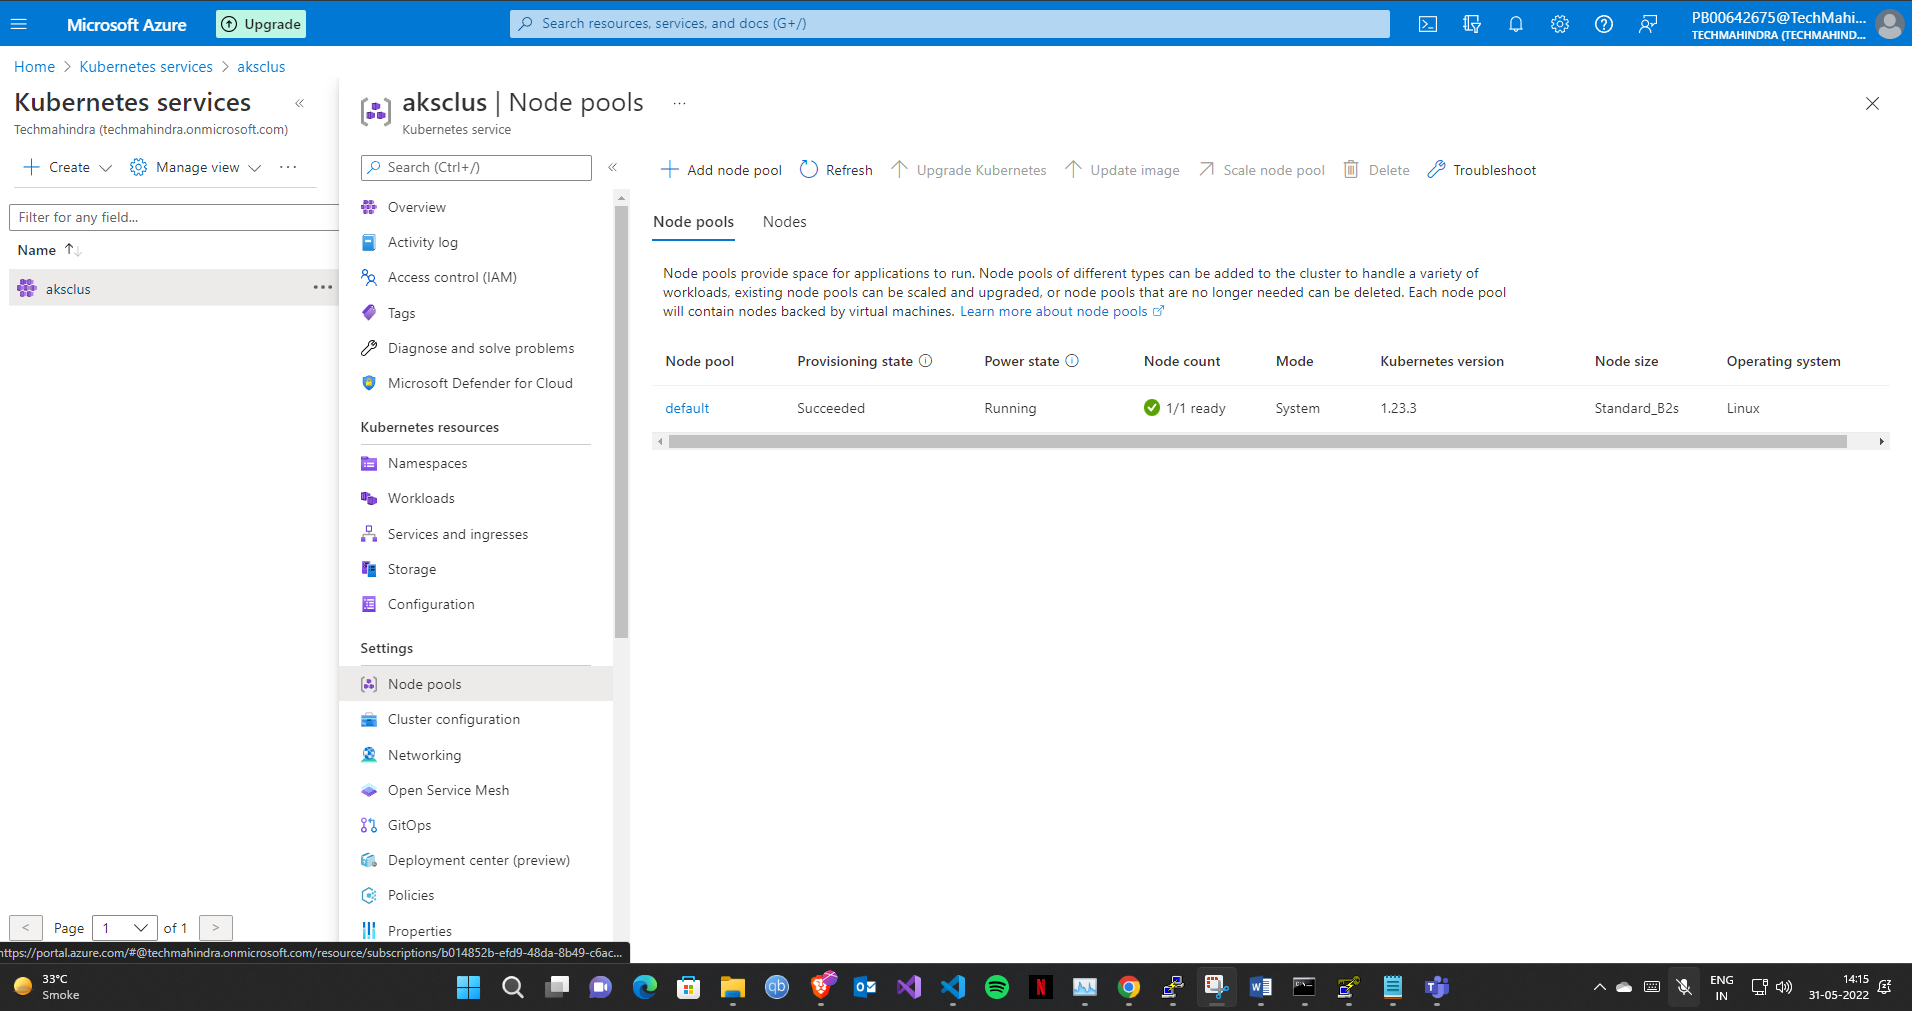 Microsoft Azure
Upgrade
Search resources, services, and docs (G+/)
PB00642675@TechMahi...
TECHMAHINDRA (TECHMAHIND...
Home > Kubernetes services > aksclus
Kubernetes services
«
Techmahindra (techmahindra.onmicrosoft.com)
Create
Manage view
...
Filter for any field...
Name
aksclus
...
< Page 1 of 1 >
aksclus | Node pools
...
Kubernetes service
Search (Ctrl+/)
«
Overview
Activity log
Access control (IAM)
Tags
Diagnose and solve problems
Microsoft Defender for Cloud
Kubernetes resources
Namespaces
Workloads
Services and ingresses
Storage
Configuration
Settings
Node pools
Cluster configuration
Networking
Open Service Mesh
GitOps
Deployment center (preview)
Policies
Properties
Add node pool
Refresh
Upgrade Kubernetes
Update image
Scale node pool
Delete
Troubleshoot
Node pools
Nodes
Node pools provide space for applications to run. Node pools of different types can be added to the cluster to handle a variety of
workloads, existing node pools can be scaled and upgraded, or node pools that are no longer needed can be deleted. Each node pool
will contain nodes backed by virtual machines. Learn more about node pools
Node pool Provisioning state Power state Node count Mode Kubernetes version Node size Operating system
default Succeeded Running 1/1 ready System 1.23.3 Standard_B2s Linux
https://portal.azure.com/#@techmahindra.onmicrosoft.com/resource/subscriptions/b014852b-efd9-48da-8b49-c6ac...
33°C
Smoke
ENG
IN
14:15
31-05-2022